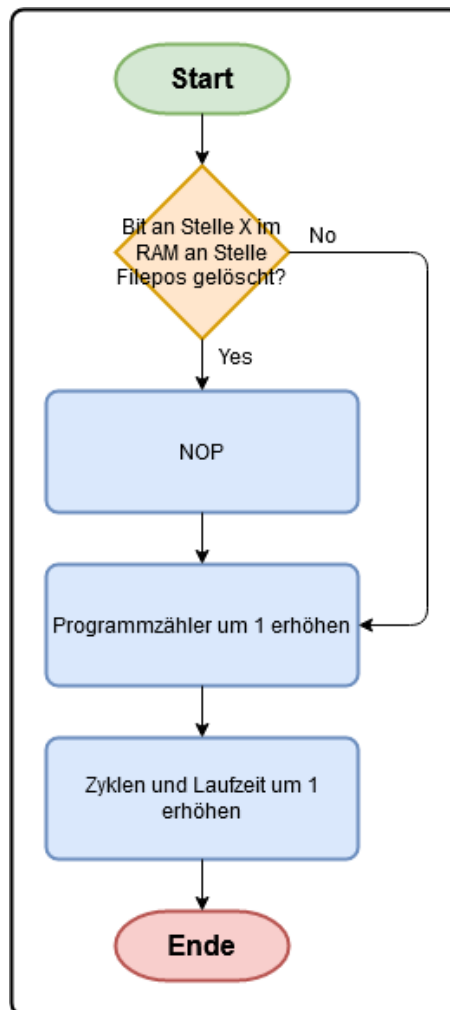 Start
Bit an Stelle X im
RAM an Stelle
Filepos gelöscht?
No
Yes
NOP
Programmzähler um 1 erhöhen
Zyklen und Laufzeit um 1
erhöhen
Ende